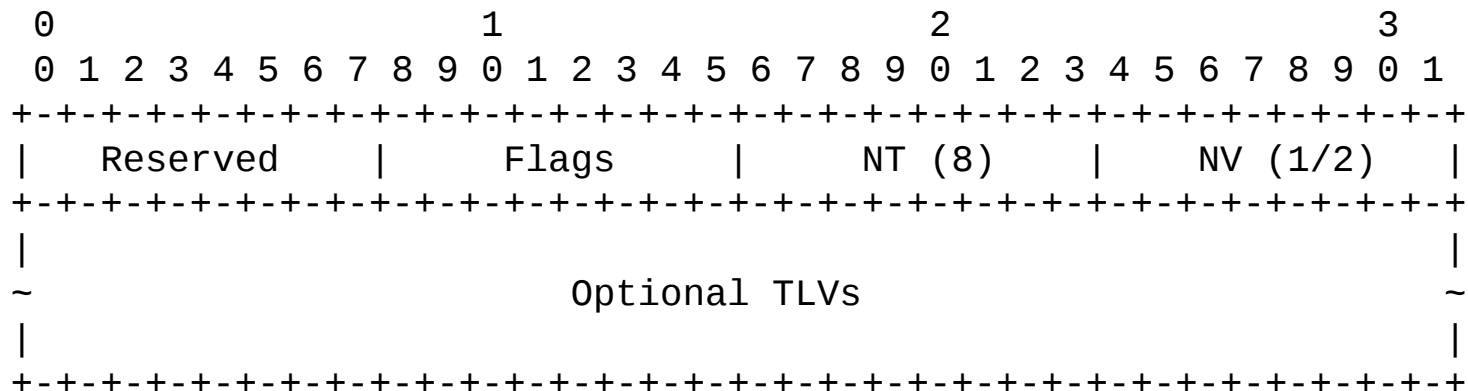 0                   1                   2                   3
 0 1 2 3 4 5 6 7 8 9 0 1 2 3 4 5 6 7 8 9 0 1 2 3 4 5 6 7 8 9 0 1
+-+-+-+-+-+-+-+-+-+-+-+-+-+-+-+-+-+-+-+-+-+-+-+-+-+-+-+-+-+-+-+-+
|   Reserved    |     Flags     |     NT (8)    |    NV (1/2)   |
+-+-+-+-+-+-+-+-+-+-+-+-+-+-+-+-+-+-+-+-+-+-+-+-+-+-+-+-+-+-+-+-+
|                                                               |
~                        Optional TLVs                          ~
|                                                               |
+-+-+-+-+-+-+-+-+-+-+-+-+-+-+-+-+-+-+-+-+-+-+-+-+-+-+-+-+-+-+-+-+